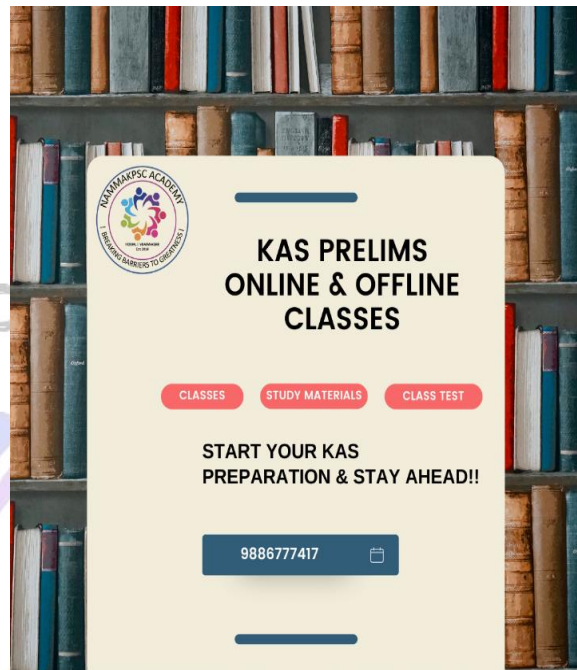 NAMMAKPSC ACADEMY
BREAKING BARRIERS TO GREATNESS
KAS PRELIMS
ONLINE & OFFLINE
CLASSES
CLASSES
STUDY MATERIALS
CLASS TEST
START YOUR KAS
PREPARATION & STAY AHEAD!!
9886777417